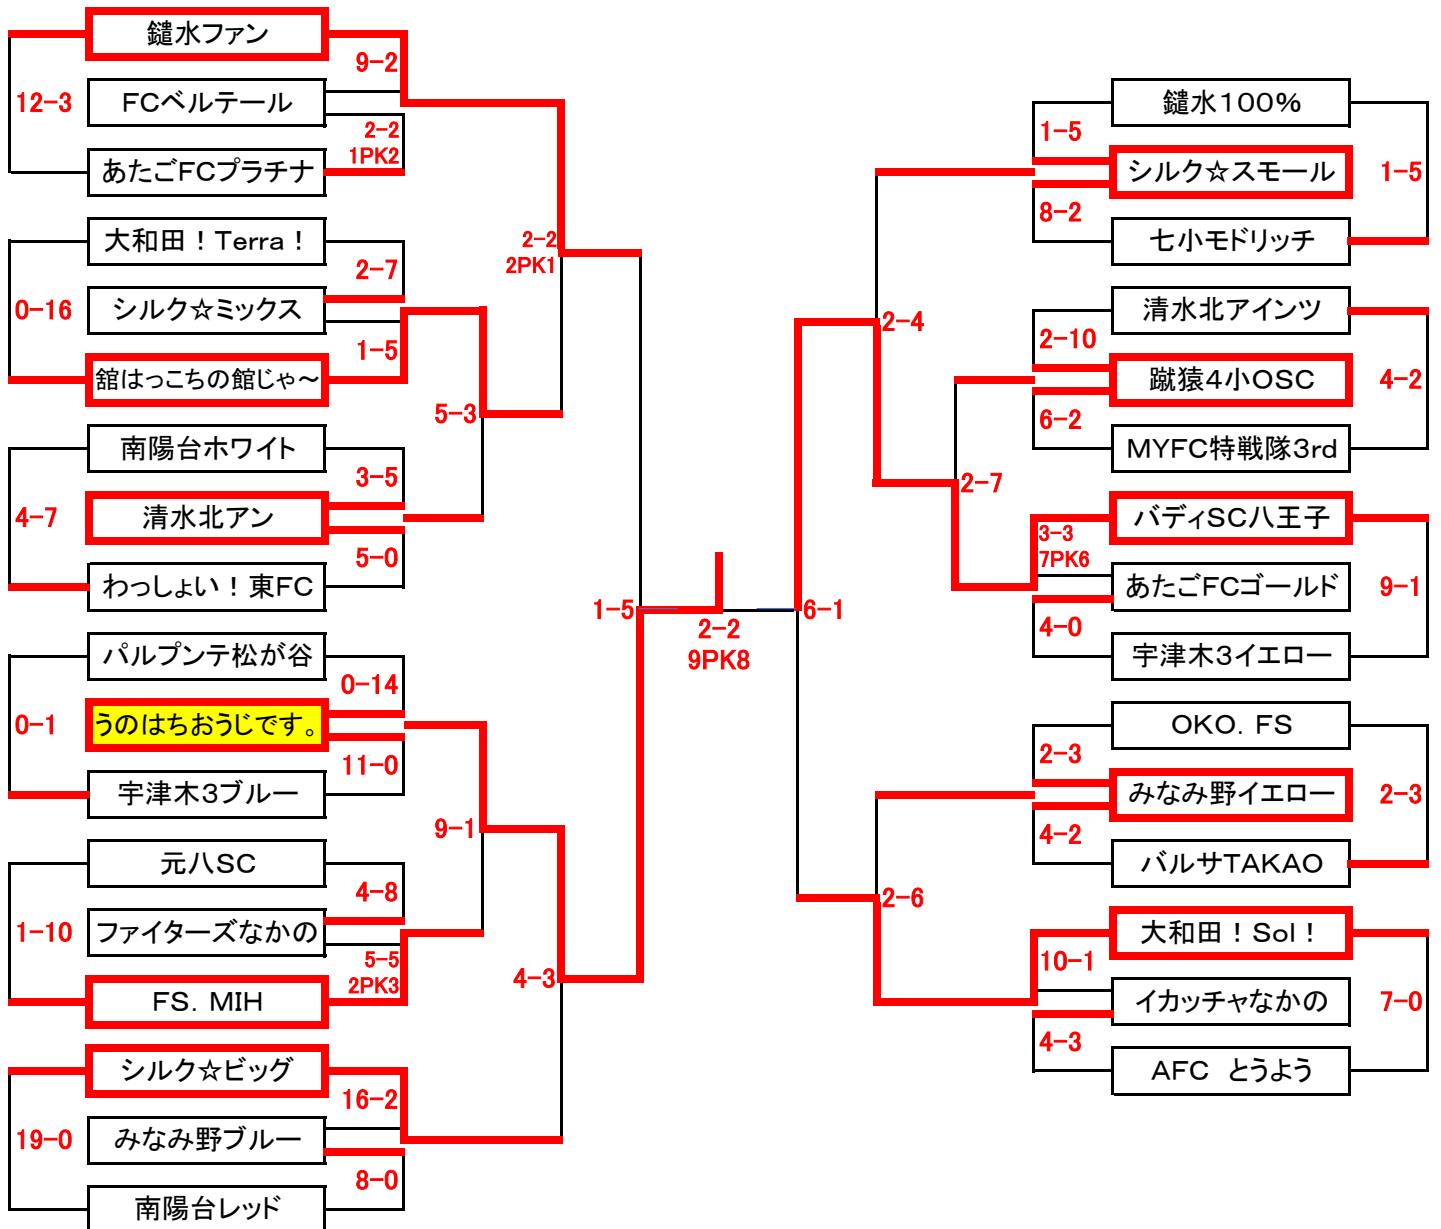 鑓水ファン
9-2
12-3
FCベルテール
2-2
1PK2
あたごFCプラチナ
大和田！Terra！
2-7
0-16
シルク☆ミックス
1-5
舘はっこちの館じゃ～
2-2
2PK1
5-3
南陽台ホワイト
3-5
4-7
清水北アン
5-0
わっしょい！東FC
パルプンテ松が谷
0-14
0-1
うのはちおうじです。
11-0
宇津木3ブルー
9-1
元八SC
4-8
1-10
ファイターズなかの
5-5
2PK3
FS. MIH
4-3
シルク☆ビッグ
16-2
19-0
みなみ野ブルー
8-0
南陽台レッド
1-5
2-2
9PK8
6-1
鑓水100%
1-5
シルク☆スモール
1-5
8-2
七小モドリッチ
2-4
清水北アインツ
2-10
蹴猿4小OSC
4-2
6-2
MYFC特戦隊3rd
2-7
バディSC八王子
3-3
7PK6
あたごFCゴールド
9-1
4-0
宇津木3イエロー
OKO. FS
2-3
みなみ野イエロー
2-3
4-2
バルサTAKAO
2-6
大和田！Sol！
10-1
イカッチャなかの
7-0
4-3
AFC とうよう